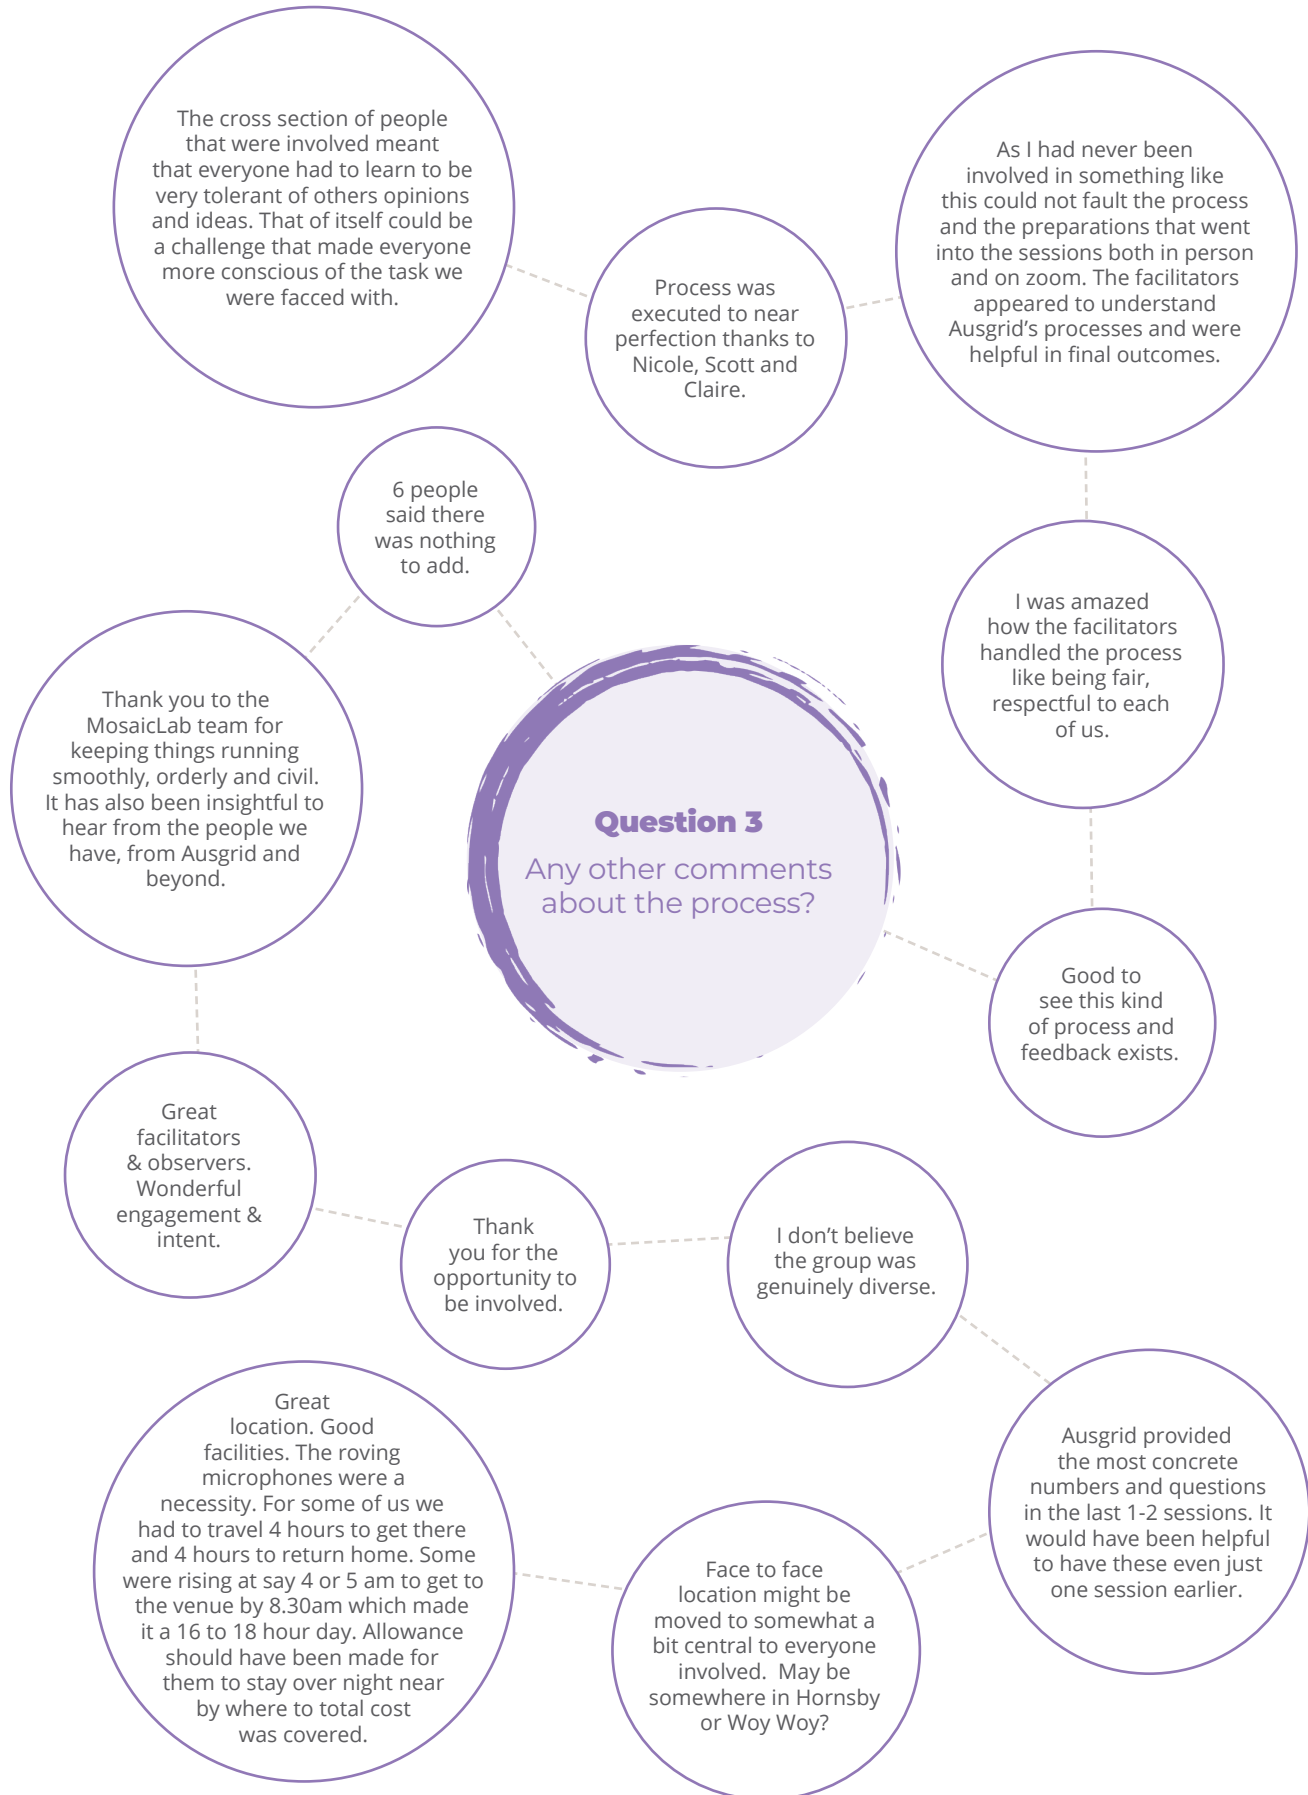 The cross section of people
that were involved meant
that everyone had to learn to be
very tolerant of others opinions
and ideas. That of itself could be
a challenge that made everyone
more conscious of the task we
were facced with.
Process was
executed to near
perfection thanks to
Nicole, Scott and
Claire.
As I had never been
involved in something like
this could not fault the process
and the preparations that went
into the sessions both in person
and on zoom. The facilitators
appeared to understand
Ausgrid’s processes and were
helpful in final outcomes.
6 people
said there
was nothing
to add.
I was amazed
how the facilitators
handled the process
like being fair,
respectful to each
of us.
Thank you to the
MosaicLab team for
keeping things running
smoothly, orderly and civil.
It has also been insightful to
hear from the people we
have, from Ausgrid and
beyond.
Question 3
Any other comments
about the process?
Good to
see this kind
of process and
feedback exists.
Great
facilitators
& observers.
Wonderful
engagement &
intent.
Thank
you for the
opportunity to
be involved.
I don’t believe
the group was
genuinely diverse.
Great
location. Good
facilities. The roving
microphones were a
necessity. For some of us we
had to travel 4 hours to get there
and 4 hours to return home. Some
were rising at say 4 or 5 am to get to
the venue by 8.30am which made
it a 16 to 18 hour day. Allowance
should have been made for
them to stay over night near
by where to total cost
was covered.
Face to face
location might be
moved to somewhat a
bit central to everyone
involved.  May be
somewhere in Hornsby
or Woy Woy?
Ausgrid provided
the most concrete
numbers and questions
in the last 1-2 sessions. It
would have been helpful
to have these even just
one session earlier.